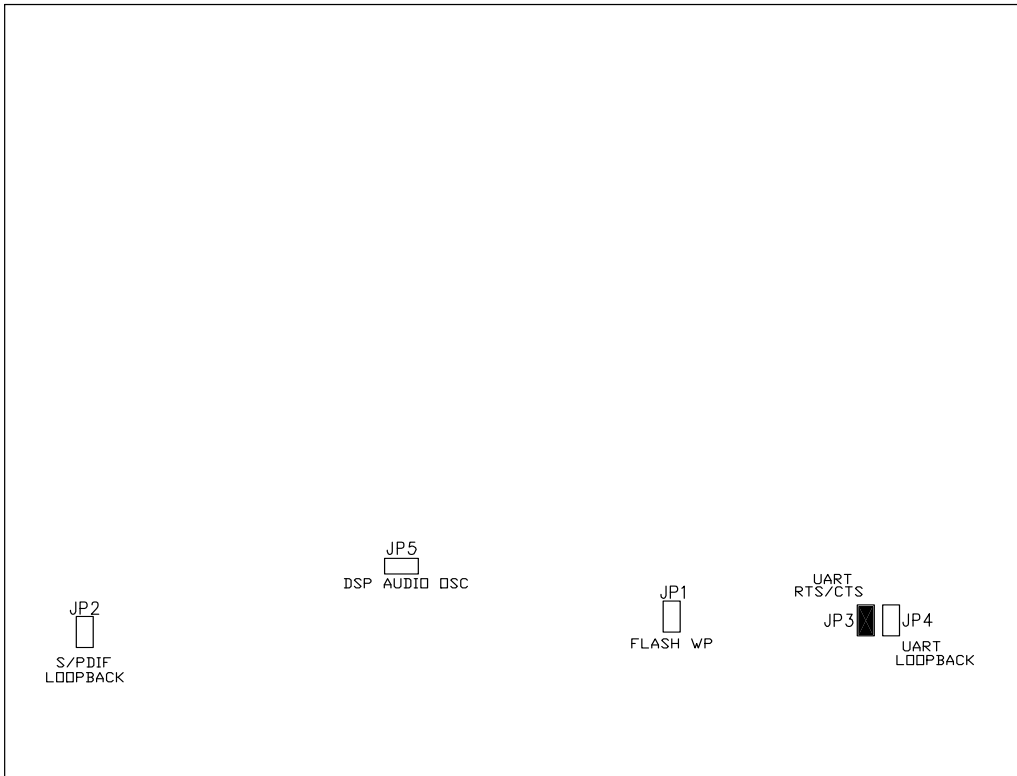 JP5
DSP AUDIO OSC
JP2
S/PDIF
LOOPBACK
JP1
FLASH WP
UART
RTS/CTS
JP3
JP4
UART
LOOPBACK